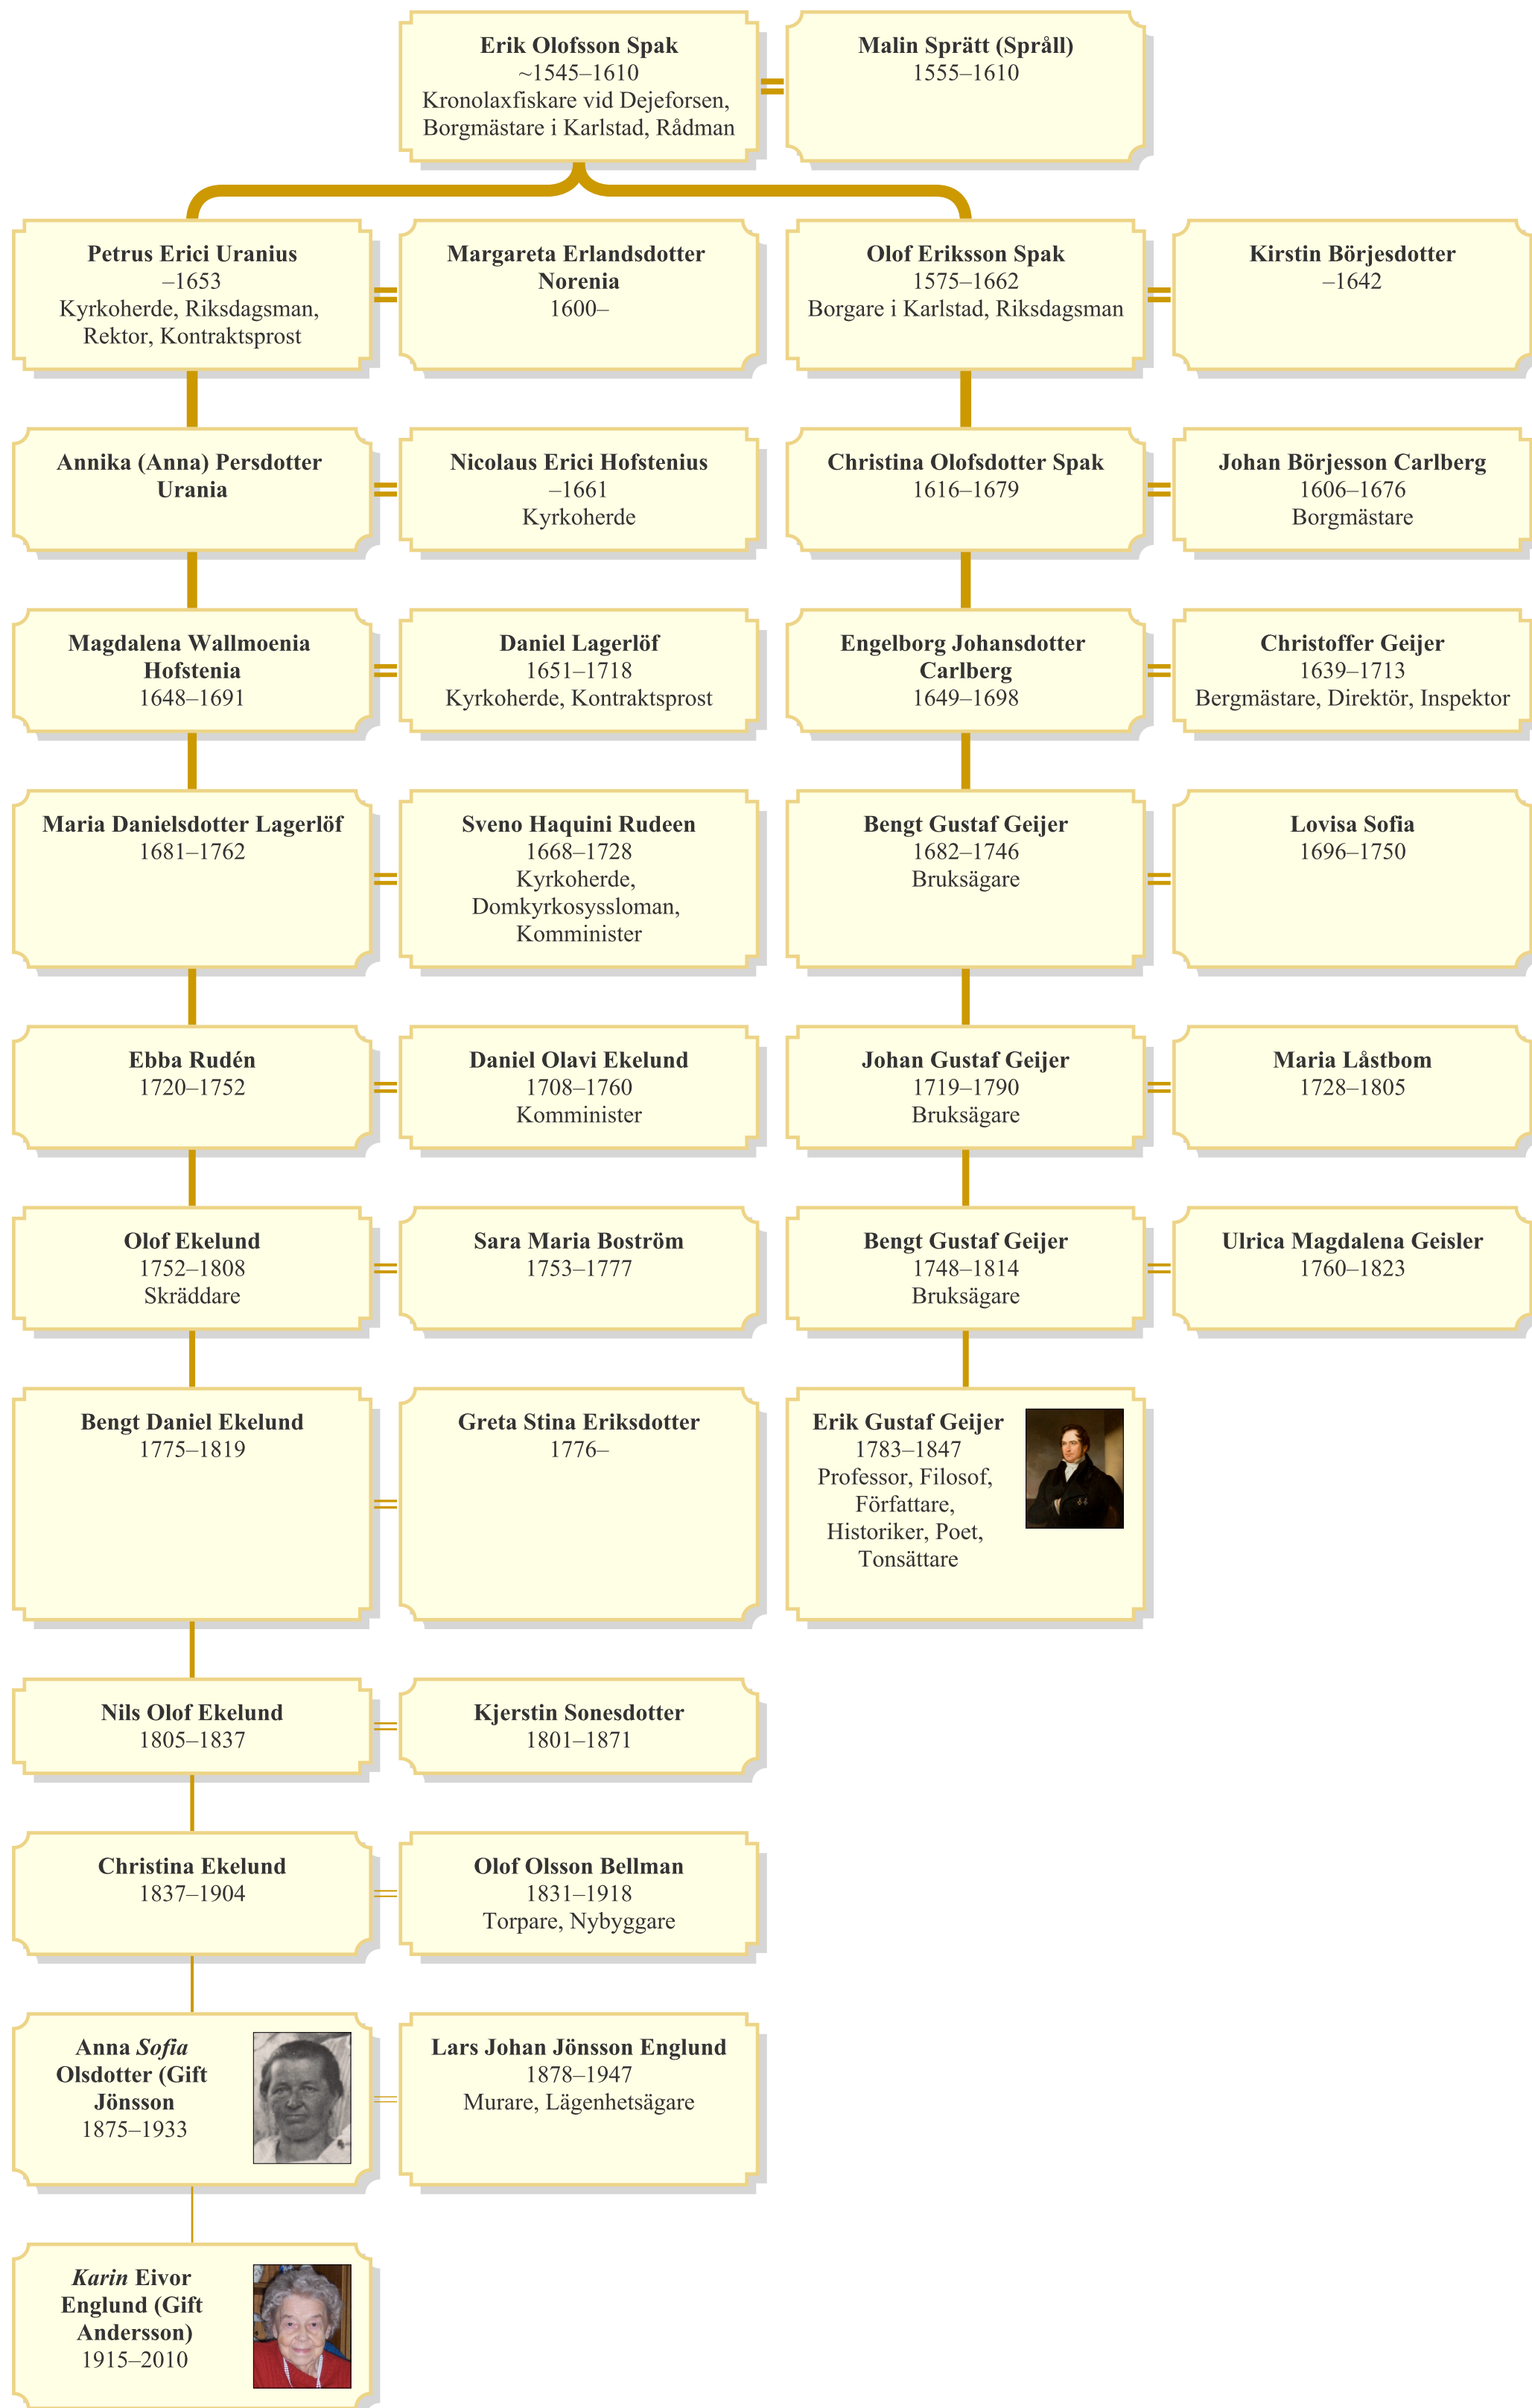 Erik Olofsson Spak
~1545–1610
Kronolaxfiskare vid Dejeforsen,
Borgmästare i Karlstad, Rådman
Malin Sprätt (Språll)
1555–1610
Petrus Erici Uranius
–1653
Kyrkoherde, Riksdagsman,
Rektor, Kontraktsprost
Margareta Erlandsdotter
Norenia
1600–
Olof Eriksson Spak
1575–1662
Borgare i Karlstad, Riksdagsman
Kirstin Börjesdotter
–1642
Annika (Anna) Persdotter
Urania
Nicolaus Erici Hofstenius
–1661
Kyrkoherde
Christina Olofsdotter Spak
1616–1679
Johan Börjesson Carlberg
1606–1676
Borgmästare
Magdalena Wallmoenia
Hofstenia
1648–1691
Daniel Lagerlöf
1651–1718
Kyrkoherde, Kontraktsprost
Engelborg Johansdotter
Carlberg
1649–1698
Christoffer Geijer
1639–1713
Bergmästare, Direktör, Inspektor
Maria Danielsdotter Lagerlöf
1681–1762
Sveno Haquini Rudeen
1668–1728
Kyrkoherde,
Domkyrkosyssloman,
Komminister
Bengt Gustaf Geijer
1682–1746
Bruksägare
Lovisa Sofia
1696–1750
Ebba Rudén
1720–1752
Daniel Olavi Ekelund
1708–1760
Komminister
Johan Gustaf Geijer
1719–1790
Bruksägare
Maria Låstbom
1728–1805
Olof Ekelund
1752–1808
Skräddare
Sara Maria Boström
1753–1777
Bengt Gustaf Geijer
1748–1814
Bruksägare
Ulrica Magdalena Geisler
1760–1823
Bengt Daniel Ekelund
1775–1819
Greta Stina Eriksdotter
1776–
Erik Gustaf Geijer
1783–1847
Professor, Filosof,
Författare,
Historiker, Poet,
Tonsättare
Nils Olof Ekelund
1805–1837
Kjerstin Sonesdotter
1801–1871
Christina Ekelund
1837–1904
Olof Olsson Bellman
1831–1918
Torpare, Nybyggare
Anna Sofia
Olsdotter (Gift
Jönsson
1875–1933
Lars Johan Jönsson Englund
1878–1947
Murare, Lägenhetsägare
Karin Eivor
Englund (Gift
Andersson)
1915–2010